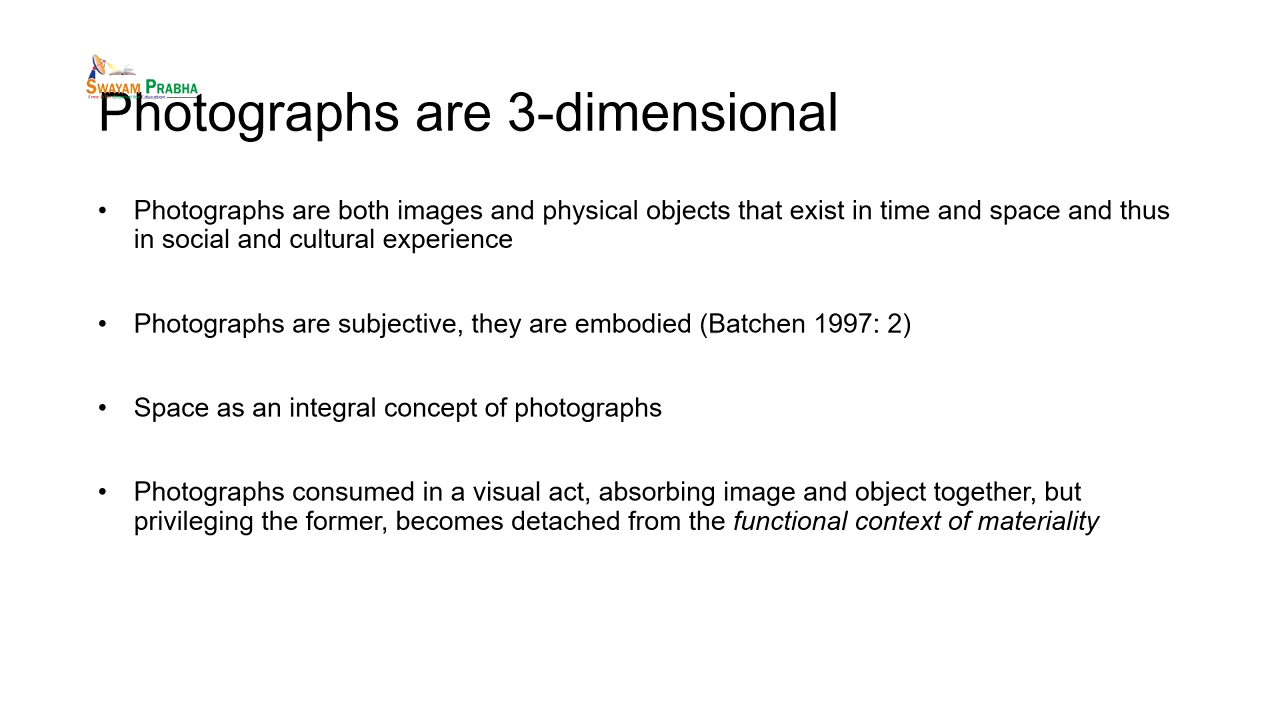 SWAYAM PRABHA
Photographs are 3-dimensional
• Photographs are both images and physical objects that exist in time and space and thus
in social and cultural experience
• Photographs are subjective, they are embodied (Batchen 1997: 2)
• Space as an integral concept of photographs
• Photographs consumed in a visual act, absorbing image and object together, but
privileging the former, becomes detached from the functional context of materiality